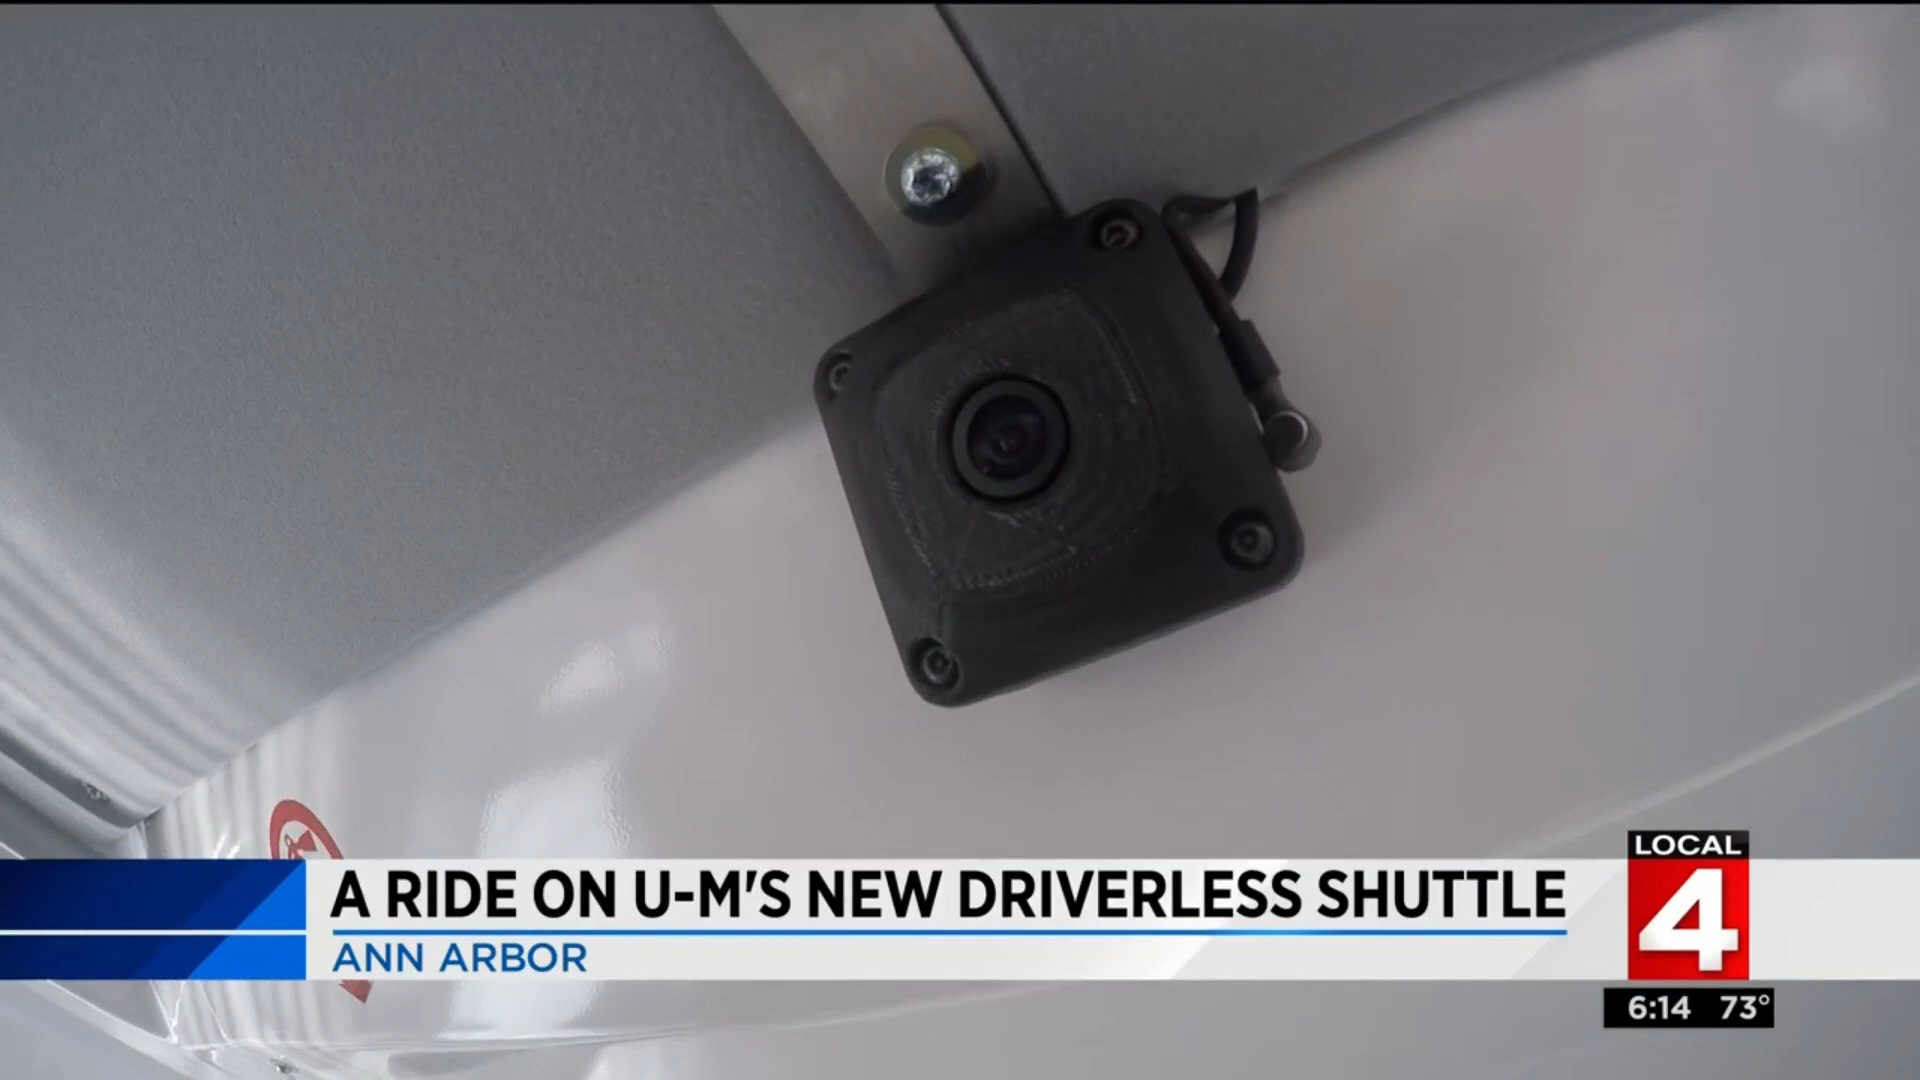 A RIDE ON U-M'S NEW DRIVERLESS SHUTTLE
ANN ARBOR
LOCAL
4
6:14 73°